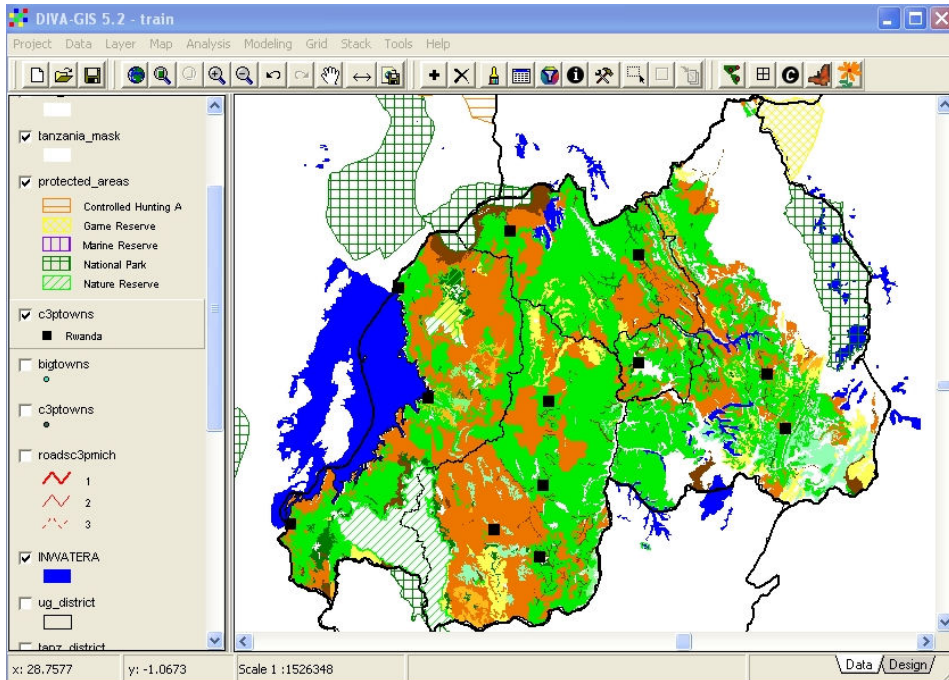 DIVA-GIS 5.2 - train
Project Data Layer Map Analysis Modeling Grid Stack Tools Help
tanzania_mask
protected_areas
Controlled Hunting A
Game Reserve
Marine Reserve
National Park
Nature Reserve
c3ptowns
Rwanda
bigtowns
c3ptowns
roadsc3pmich
1
2
3
INWATERA
ug_district
tanz_district
x: 28.7577 y: -1.0673 Scale 1 :1526348 Data Design